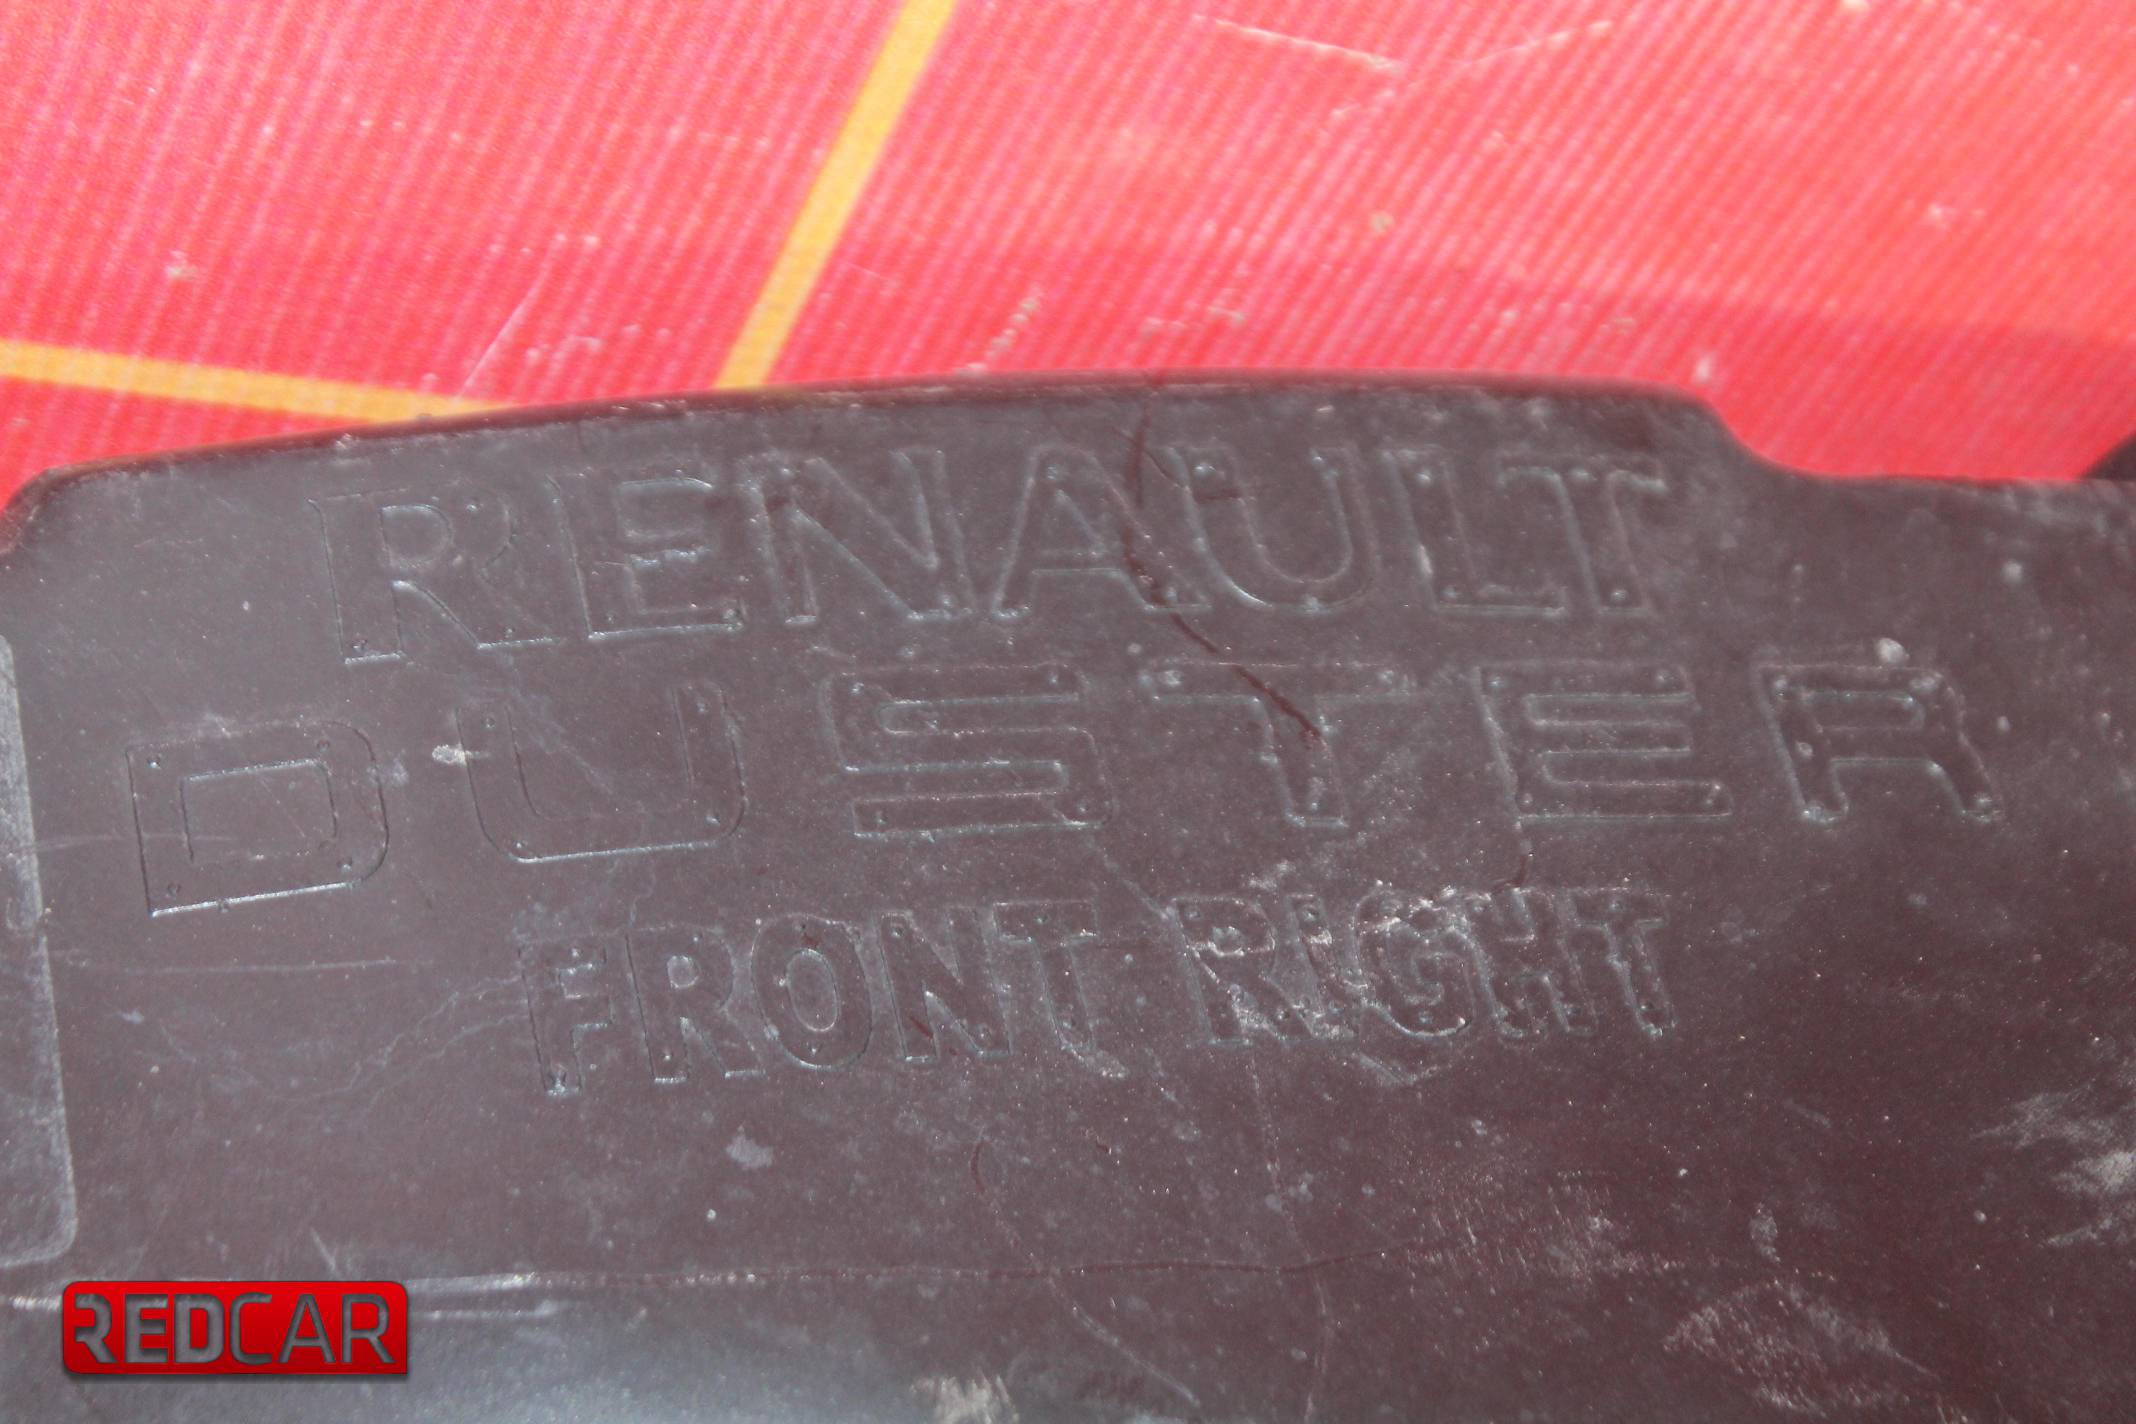 RENAULT
DUSTER
FRONT RIGHT
REDCAR